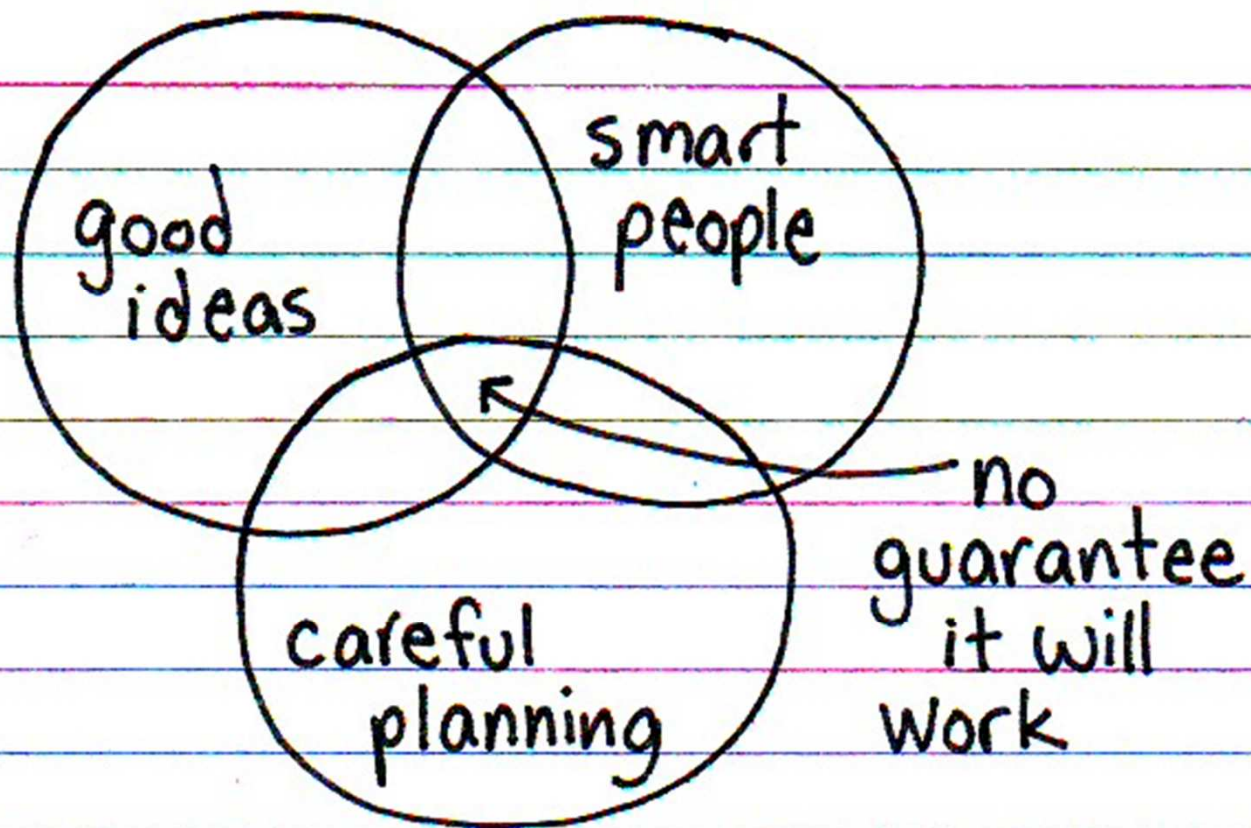 good
ideas
smart
people
careful
planning
no
guarantee
it will
work